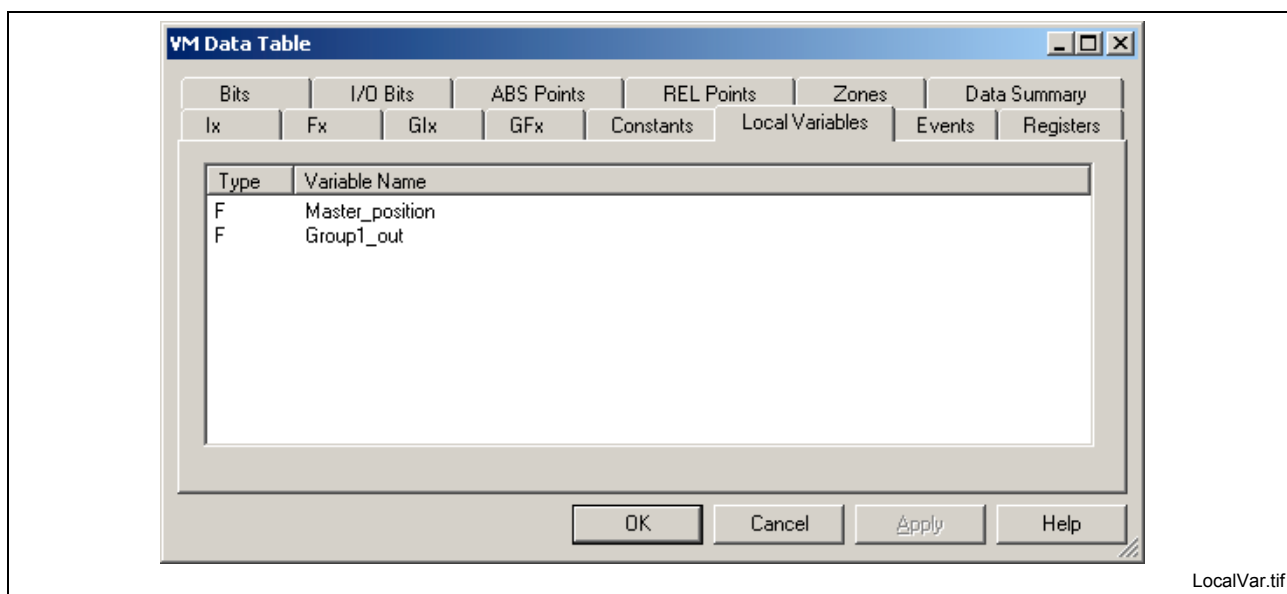 VM Data Table
Bits I/O Bits ABS Points REL Points Zones Data Summary
Ix Fx GIx GFx Constants Local Variables Events Registers
Type Variable Name
F Master_position
F Group1_out
OK Cancel Apply Help
LocalVar.tif